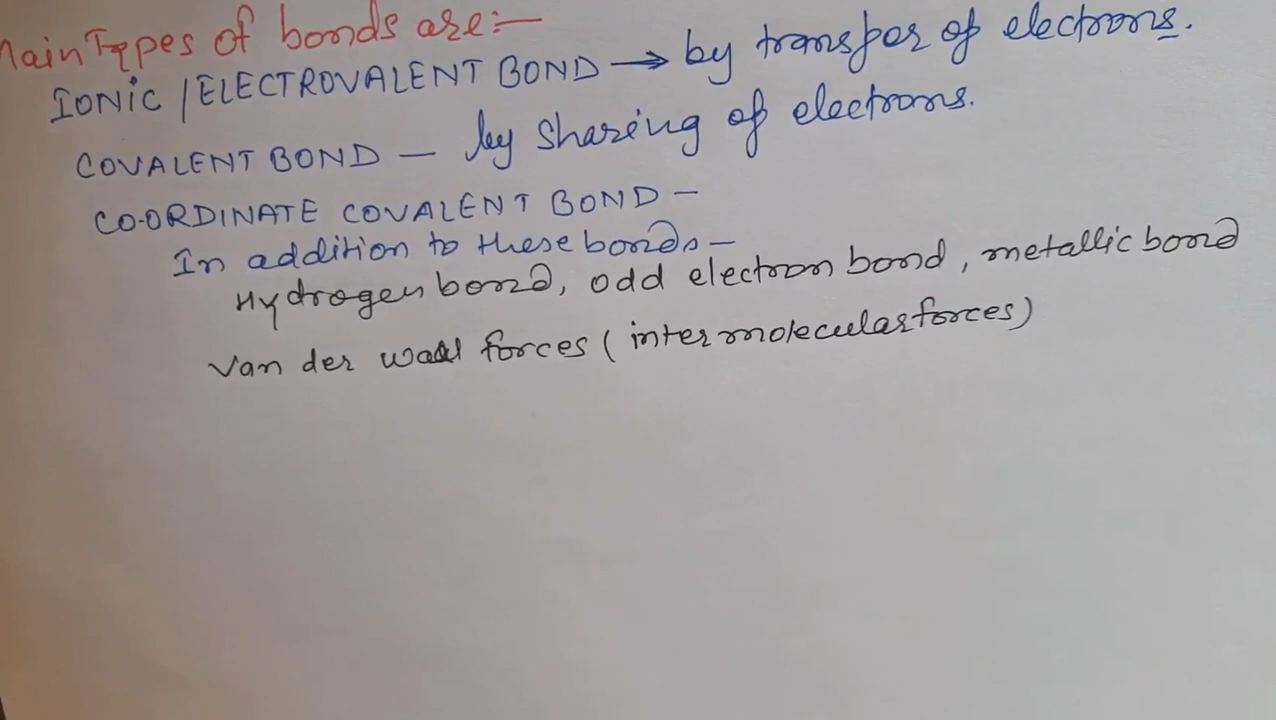 Main Types of bonds are:-
IONIC / ELECTROVALENT BOND → by transfer of electrons.
COVALENT BOND - by sharing of electrons.
CO-ORDINATE COVALENT BOND -
In addition to these bonds -
Hydrogen bond, odd electron bond, metallic bond
Van der waal forces (intermolecular forces)